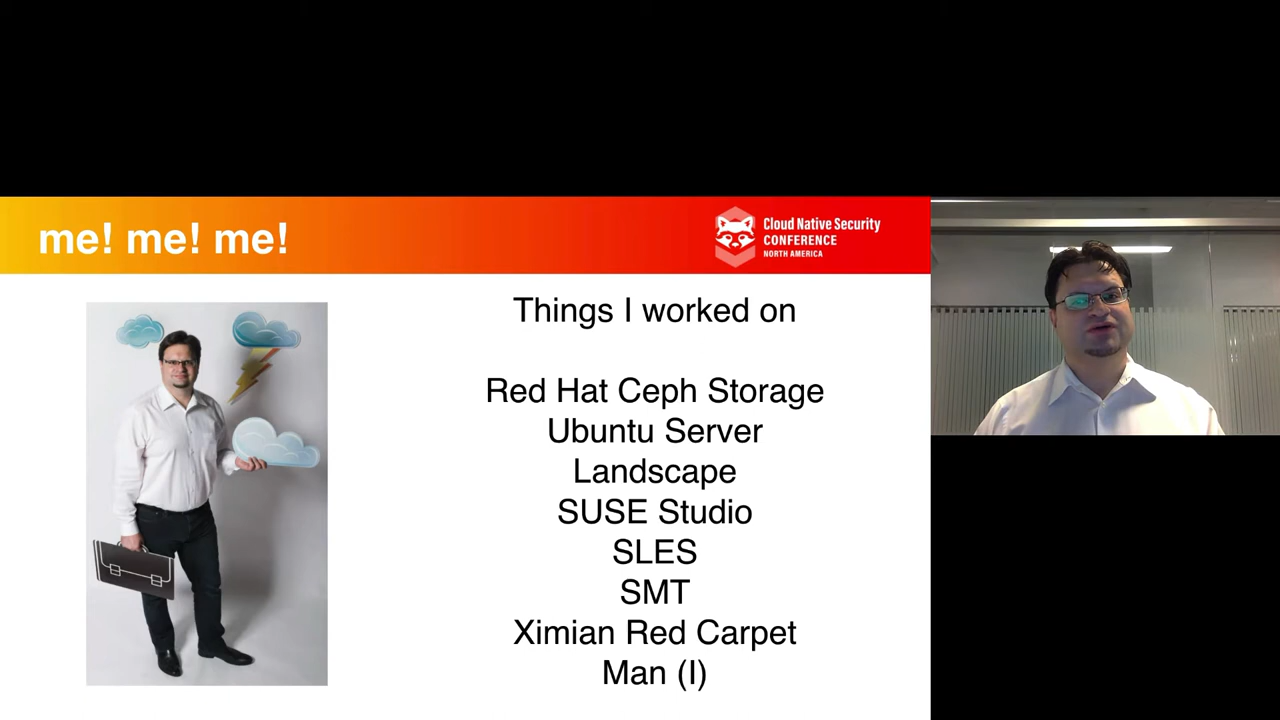 me! me! me!
Cloud Native Security
CONFERENCE
NORTH AMERICA
Things I worked on
Red Hat Ceph Storage
Ubuntu Server
Landscape
SUSE Studio
SLES
SMT
Ximian Red Carpet
Man (I)